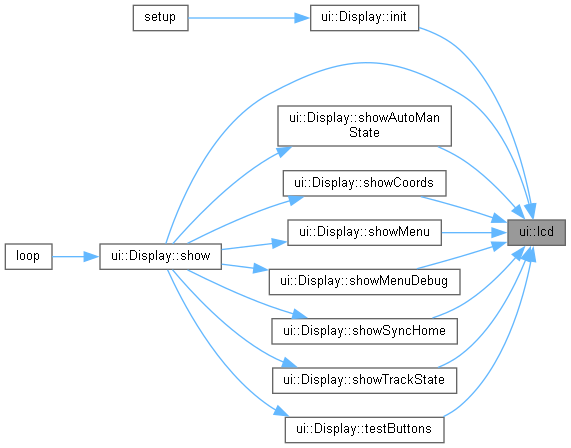 setup
ui::Display::init
ui::Display::showAutoMan
State
ui::Display::showCoords
ui::lcd
ui::Display::showMenu
loop
ui::Display::show
ui::Display::showMenuDebug
ui::Display::showSyncHome
ui::Display::showTrackState
ui::Display::testButtons